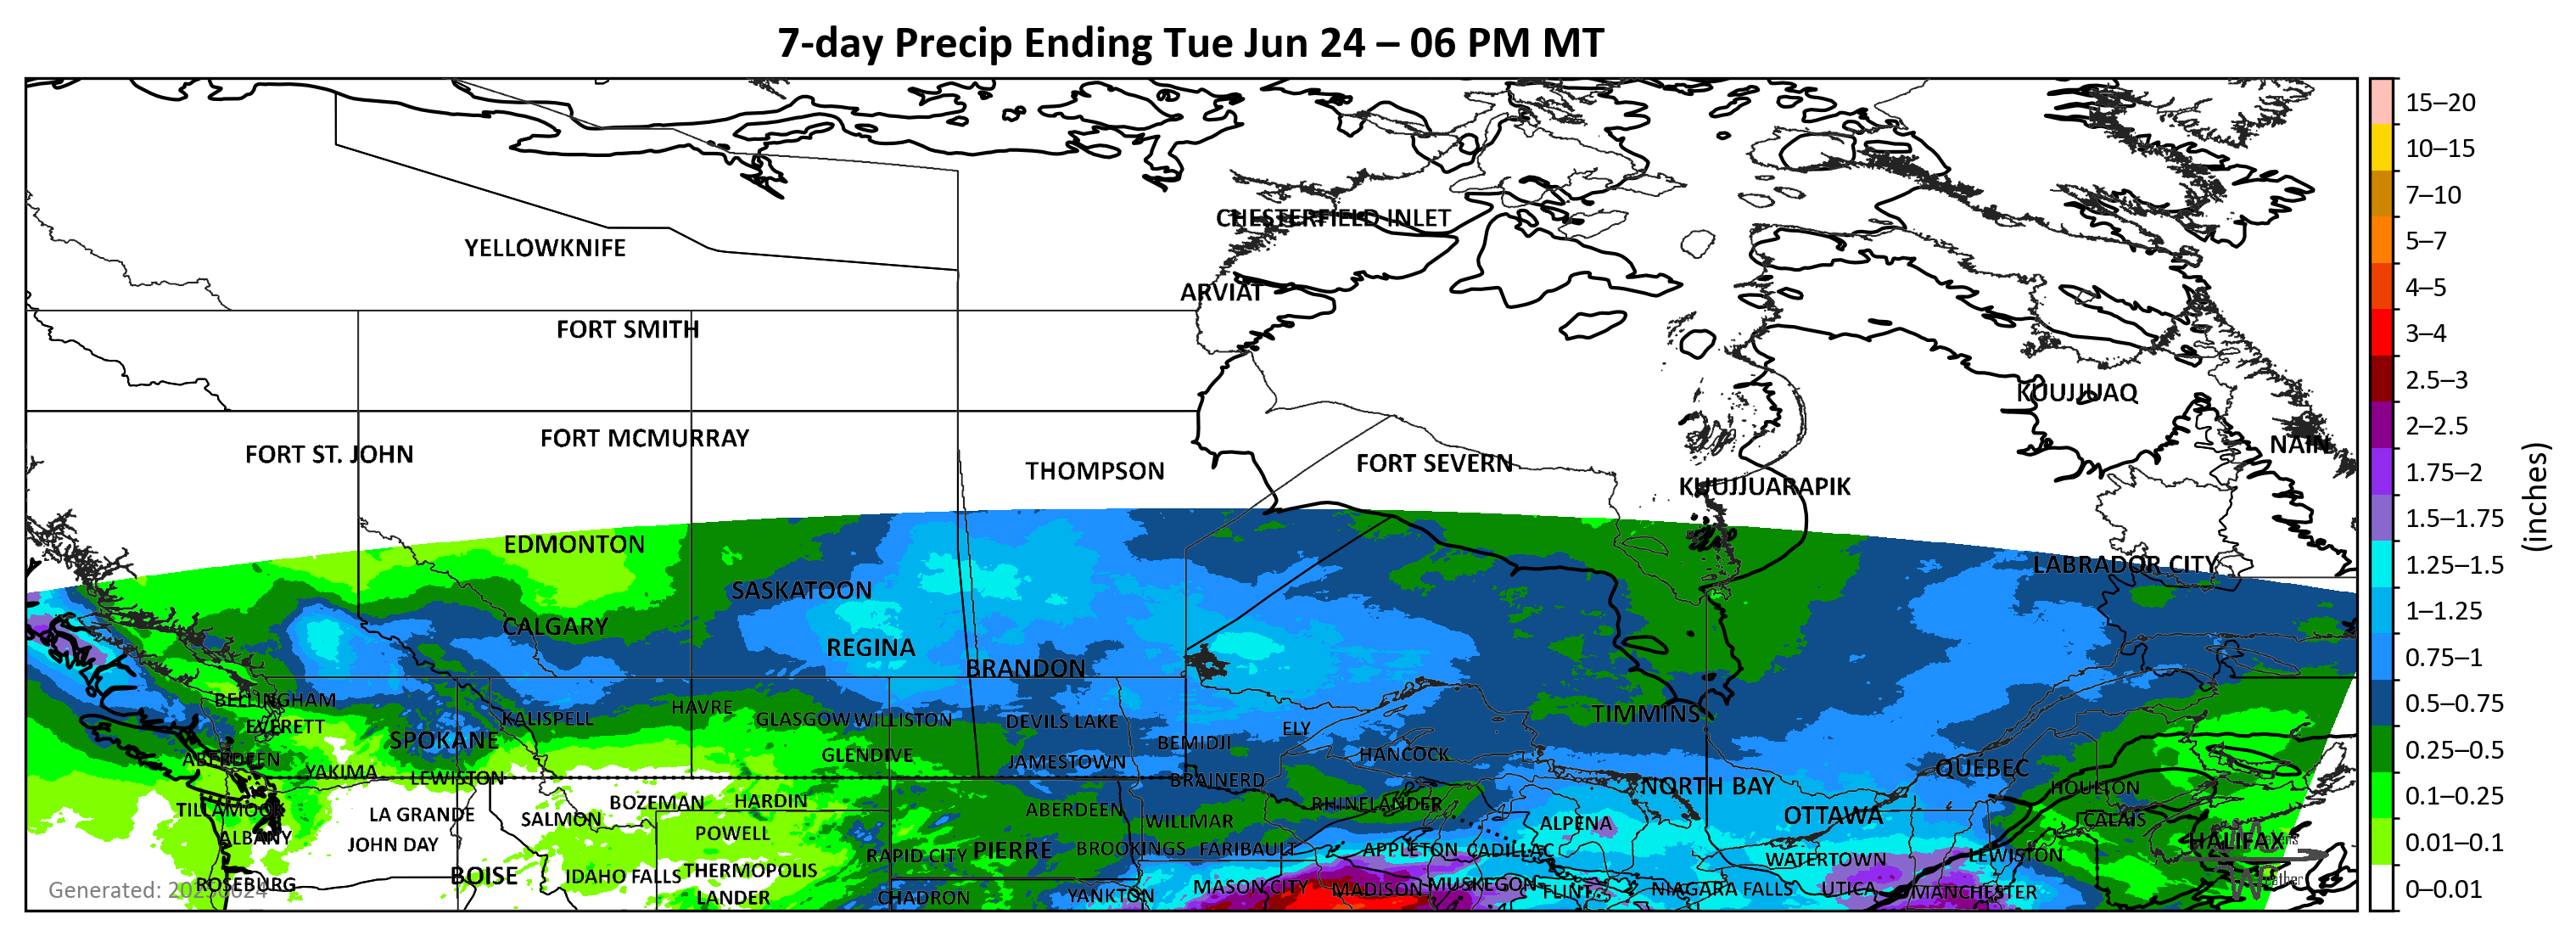 7-day Precip Ending Tue Jun 24 – 06 PM MT
15–20
10–15
7–10
5–7
4–5
3–4
2.5–3
2–2.5
1.75–2
1.5–1.75
1.25–1.5
1–1.25
0.75–1
0.5–0.75
0.25–0.5
0.1–0.25
0.01–0.1
0–0.01
(inches)
CHESTERFIELD INLET
YELLOWKNIFE
ARVIAT
FORT SMITH
KUUJJUAQ
FORT MCMURRAY
NAIN
FORT ST. JOHN
FORT SEVERN
THOMPSON
KUUJJUARAPIK
EDMONTON
LABRADOR CITY
SASKATOON
CALGARY
REGINA
BRANDON
BELLINGHAM
HAVRE
TIMMINS
KALISPELL
GLASGOW
WILLISTON
DEVILS LAKE
EVERETT
ELY
SPOKANE
BEMIDJI
GLENDIVE
HANCOCK
ABERDEEN
JAMESTOWN
QUEBEC
YAKIMA
LEWISTON
BRAINERD
NORTH BAY
HOULTON
BOZEMAN
HARDIN
RHINELANDER
TILLAMOOK
ABERDEEN
LA GRANDE
OTTAWA
SALMON
WILLMAR
ALPENA
CALAIS
POWELL
ALBANY
HALIFAX
JOHN DAY
PIERRE
BROOKINGS
FARIBAULT
APPLETON
CADILLAC
RAPID CITY
LEWISTON
WATERTOWN
THERMOPOLIS
BOISE
IDAHO FALLS
ROSEBURG
MASON CITY
MADISON
MUSKEGON
FLINT
NIAGARA FALLS
UTICA
MANCHESTER
LANDER
CHADRON
YANKTON
Generated: